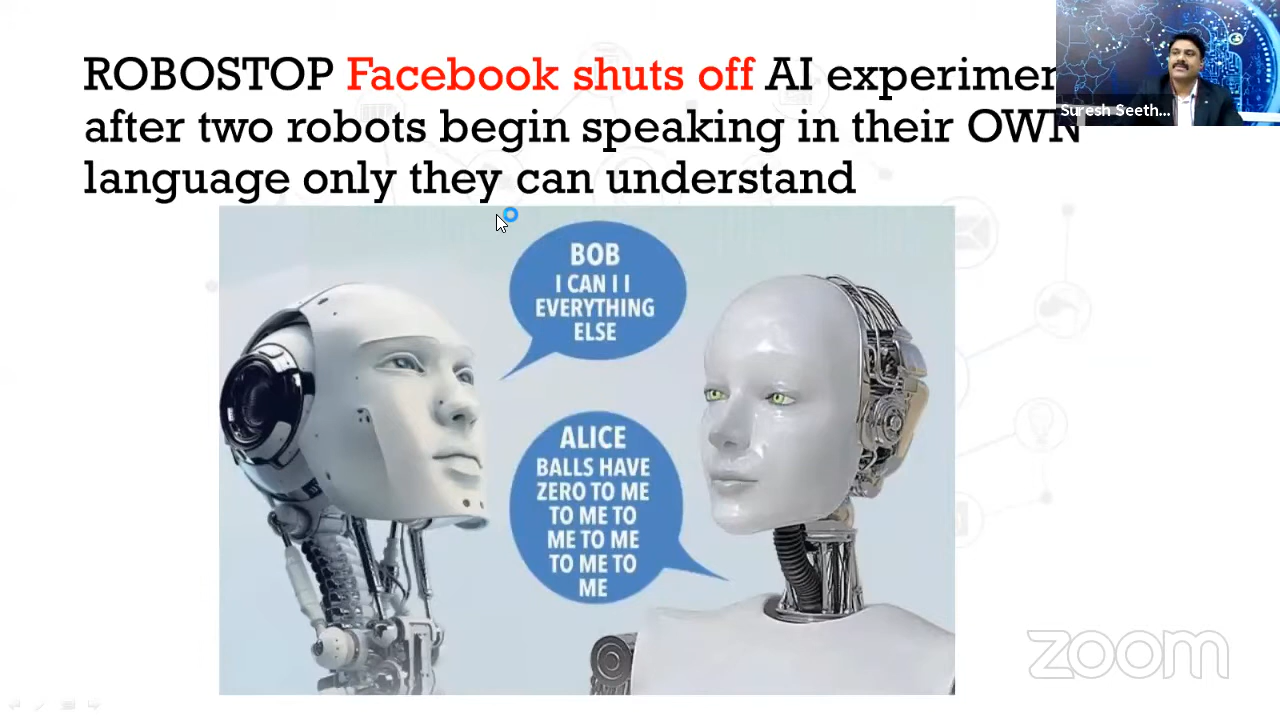 ROBOSTOP Facebook shuts off AI experimen
after two robots begin speaking in their OWN
language only they can understand
Suresh Seeth...
BOB
I CAN I I
EVERYTHING
ELSE
ALICE
BALLS HAVE
ZERO TO ME
TO ME TO
ME TO ME
TO ME TO
ME
zoom